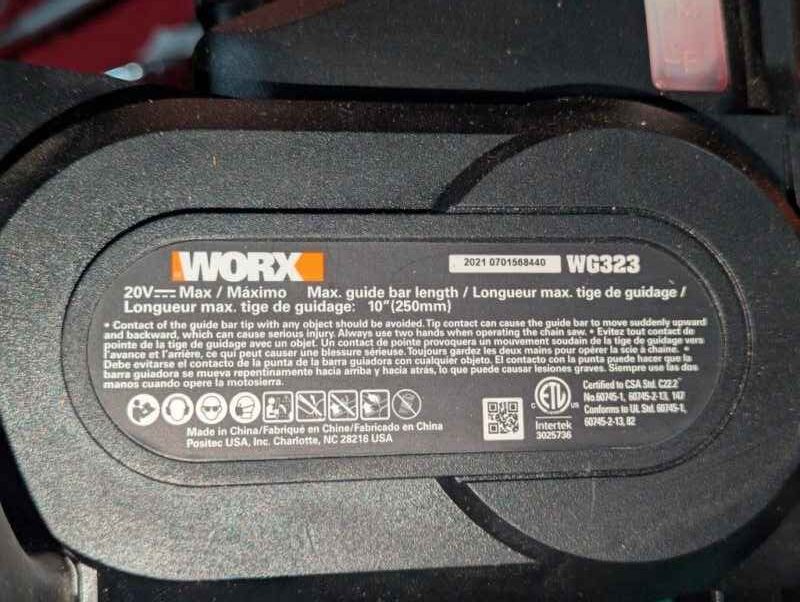 WORX
2021 0701568440 WG323
20V Max / Máximo Max. guide bar length / Longueur max. tige de guidage /
Longueur max. tige de guidage: 10"(250mm)
• Contact of the guide bar tip with any object should be avoided. Tip contact can cause the guide bar to move suddenly upward
and backward, which can cause serious injury. Always use two hands when operating the chain saw. • Évitez tout contact de
pointe de la tige de guidage avec un objet. Un contact de pointe provoquera un mouvement soudain de la tige de guidage vers
l'avance et l'arrière, ce qui peut causer une blessure sérieuse. Toujours gardez les deux mains pour opérer la scie à chaîne. •
Debe evitarse el contacto de la punta de la barra guiadora con cualquier objeto. El contacto con la punta puede hacer que la
barra guiadora se mueva repentinamente hacia arriba y hacia atrás, lo que puede causar lesiones graves. Siempre use las dos
manos cuando opere la motosierra.
Made in China/Fabriqué en Chine/Fabricado en China
Positec USA, Inc. Charlotte, NC 28216 USA
C ETL US
Intertek
3025736
Certified to CSA Std. C22.2
No.60745-1, 60745-2-13, 147
Conforms to UL Std. 60745-1,
60745-2-13, 82